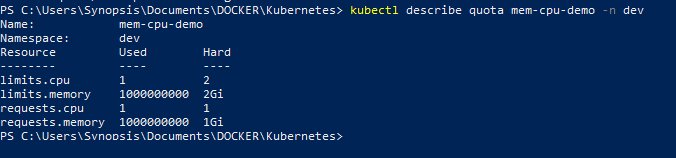 PS C:\Users\Synopsis\Documents\DOCKER\Kubernetes> kubectl describe quota mem-cpu-demo -n dev
Name:            mem-cpu-demo
Namespace:       dev
Resource         Used        Hard
--------         ----        ----
limits.cpu       1           2
limits.memory    1000000000  2Gi
requests.cpu     1           1
requests.memory  1000000000  1Gi
PS C:\Users\Synopsis\Documents\DOCKER\Kubernetes>